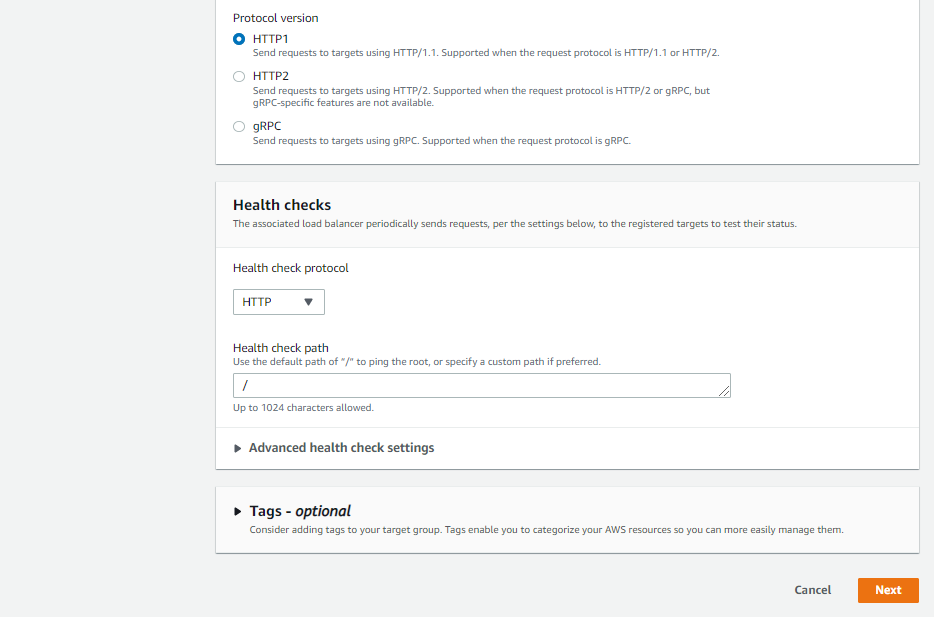 Protocol version
HTTP1
Send requests to targets using HTTP/1.1. Supported when the request protocol is HTTP/1.1 or HTTP/2.
HTTP2
Send requests to targets using HTTP/2. Supported when the request protocol is HTTP/2 or gRPC, but
gRPC-specific features are not available.
gRPC
Send requests to targets using gRPC. Supported when the request protocol is gRPC.
Health checks
The associated load balancer periodically sends requests, per the settings below, to the registered targets to test their status.
Health check protocol
HTTP
Health check path
Use the default path of "/" to ping the root, or specify a custom path if preferred.
/
Up to 1024 characters allowed.
Advanced health check settings
Tags - optional
Consider adding tags to your target group. Tags enable you to categorize your AWS resources so you can more easily manage them.
Cancel
Next